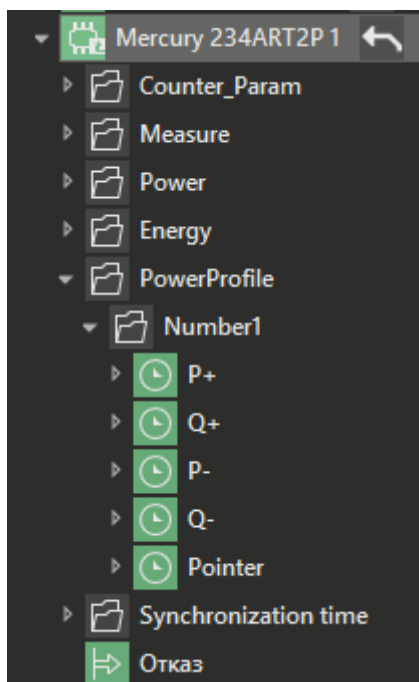 Mercury 234ART2P 1
Counter_Param
Measure
Power
Energy
PowerProfile
Number1
P+
Q+
P-
Q-
Pointer
Synchronization time
Отказ